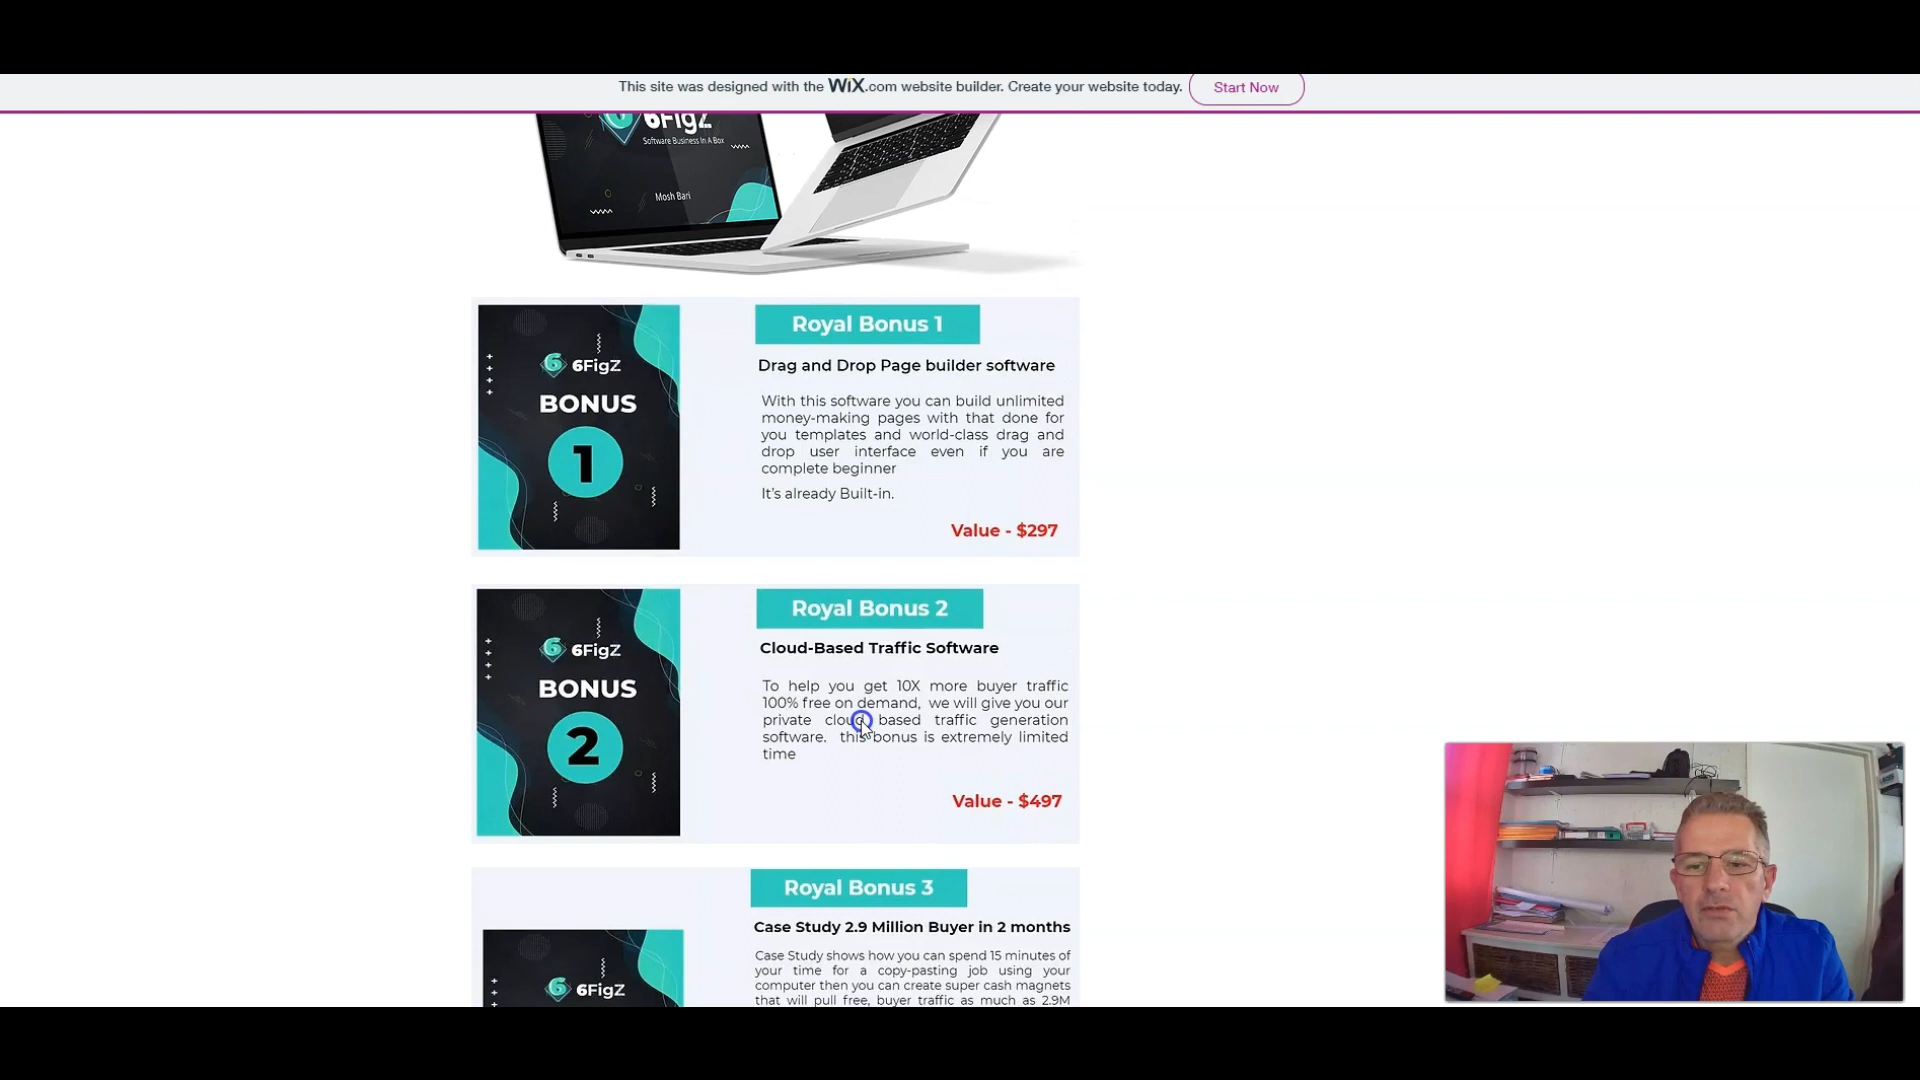 This site was designed with the WiX.com website builder. Create your website today.
Start Now
6FigZ
Software Business In A Box
Mosh Bari
6FigZ
BONUS
1
Royal Bonus 1
Drag and Drop Page builder software
With this software you can build unlimited
money-making pages with that done for
you templates and world-class drag and
drop user interface even if you are
complete beginner
It's already Built-in.
Value - $297
6FigZ
BONUS
2
Royal Bonus 2
Cloud-Based Traffic Software
To help you get 10X more buyer traffic
100% free on demand, we will give you our
private cloud based traffic generation
software. this bonus is extremely limited
time
Value - $497
6FigZ
Royal Bonus 3
Case Study 2.9 Million Buyer in 2 months
Case Study shows how you can spend 15 minutes of
your time for a copy-pasting job using your
computer then you can create super cash magnets
that will pull free, buyer traffic as much as 2.9M